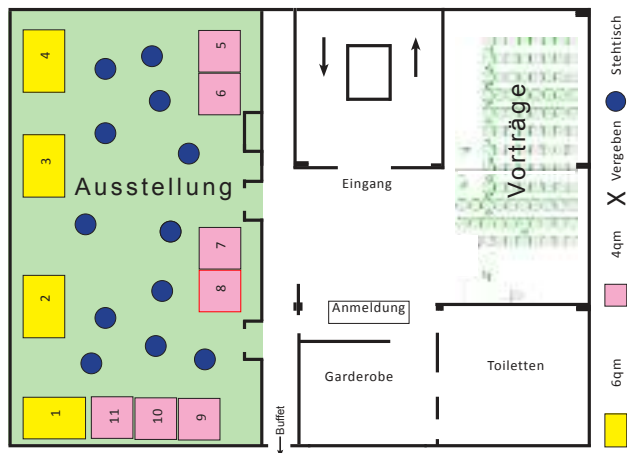 4
3
2
1
11
10
9
5
6
7
8
Ausstellung
Eingang
Vorträge
Anmeldung
Garderobe
Toiletten
Buffet
6qm
4qm
X Vergeben
Stehtisch